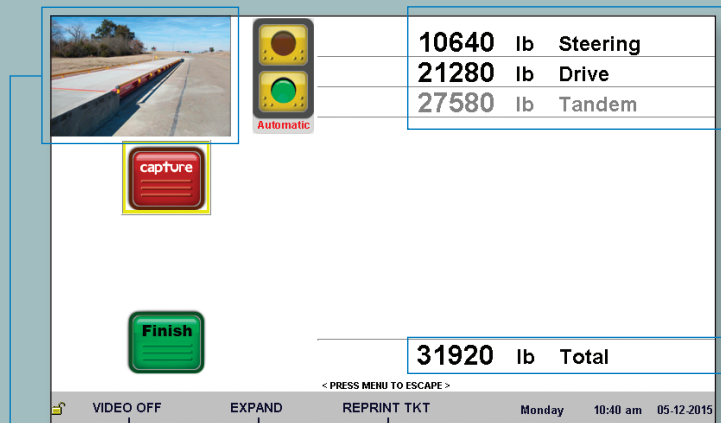 10640 lb Steering
21280 lb Drive
27580 lb Tandem
Automatic
capture
Finish
31920 lb Total
< PRESS MENU TO ESCAPE >
VIDEO OFF EXPAND REPRINT TKT Monday 10:40 am 05-12-2015